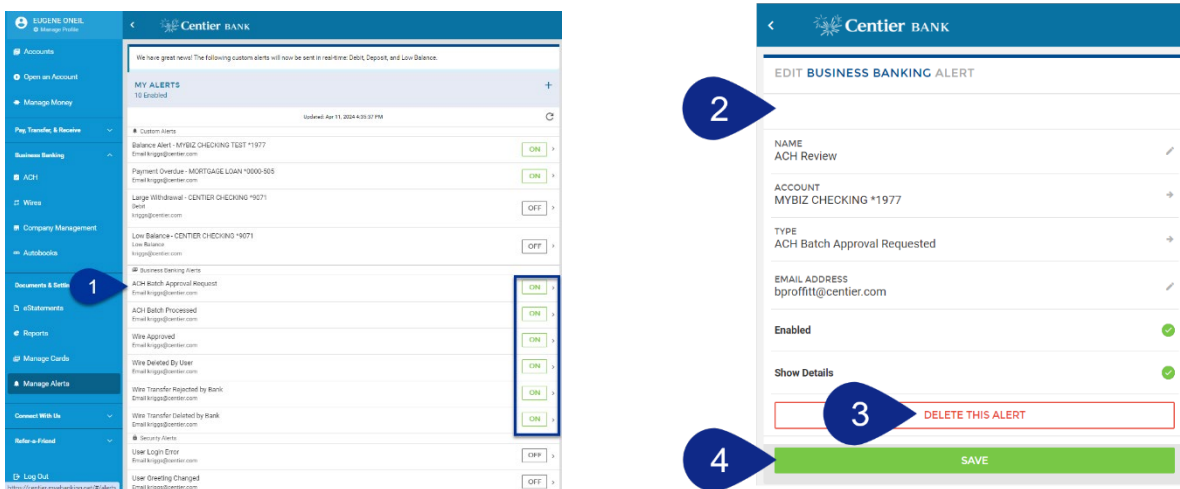 EUGENE ONEIL
Manage Profile
Accounts
Open an Account
Manage Money
Pay, Transfer, & Receive
Business Banking
ACH
Wires
Company Management
Autobooks
Documents & Settin
1
eStatements
Reports
Manage Cards
Manage Alerts
Connect With Us
Refer-a-Friend
Log Out
Centier BANK
We have great news! The following custom alerts will now be sent in real-time: Debit, Deposit, and Low Balance.
MY ALERTS
10 Enabled
Updated: Apr 11, 2024 4:35:37 PM
Custom Alerts
Balance Alert - MYBIZ CHECKING TEST *1977
Email kriggs@centier.com
ON
Payment Overdue - MORTGAGE LOAN *0000-505
Email kriggs@centier.com
ON
Large Withdrawal - CENTIER CHECKING *9071
Debit
kriggs@centier.com
OFF
Low Balance - CENTIER CHECKING *9071
Low Balance
kriggs@centier.com
OFF
Business Banking Alerts
ACH Batch Approval Request
Email kriggs@centier.com
ON
ACH Batch Processed
Email kriggs@centier.com
ON
Wire Approved
Email kriggs@centier.com
ON
Wire Deleted By User
Email kriggs@centier.com
ON
Wire Transfer Rejected by Bank
Email kriggs@centier.com
ON
Wire Transfer Deleted by Bank
Email kriggs@centier.com
ON
Security Alerts
User Login Error
Email kriggs@centier.com
OFF
User Greeting Changed
Email kriggs@centier.com
OFF
Centier BANK
EDIT BUSINESS BANKING ALERT
2
NAME
ACH Review
ACCOUNT
MYBIZ CHECKING *1977
TYPE
ACH Batch Approval Requested
EMAIL ADDRESS
bproffitt@centier.com
Enabled
Show Details
3
DELETE THIS ALERT
4
SAVE